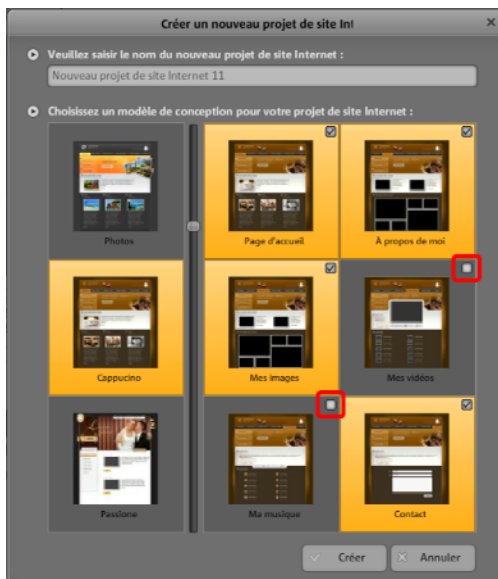 Créer un nouveau projet de site Int
Veuillez saisir le nom du nouveau projet de site Internet :
Nouveau projet de site Internet 11
Choisissez un modèle de conception pour votre projet de site Internet :
Photos
Page d'accueil
À propos de moi
Cappucino
Mes images
Mes vidéos
Passione
Ma musique
Contact
Créer
Annuler